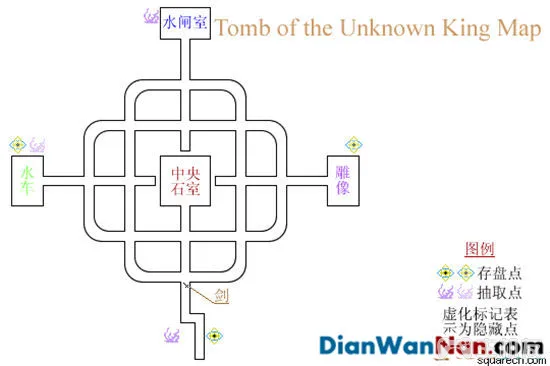 水闸室
Tomb of the Unknown King Map
水车
中央
石室
雕像
剑
图例
存盘点
抽取点
虚化标记表
示为隐藏点
DianWanNan.com
squarecn.com